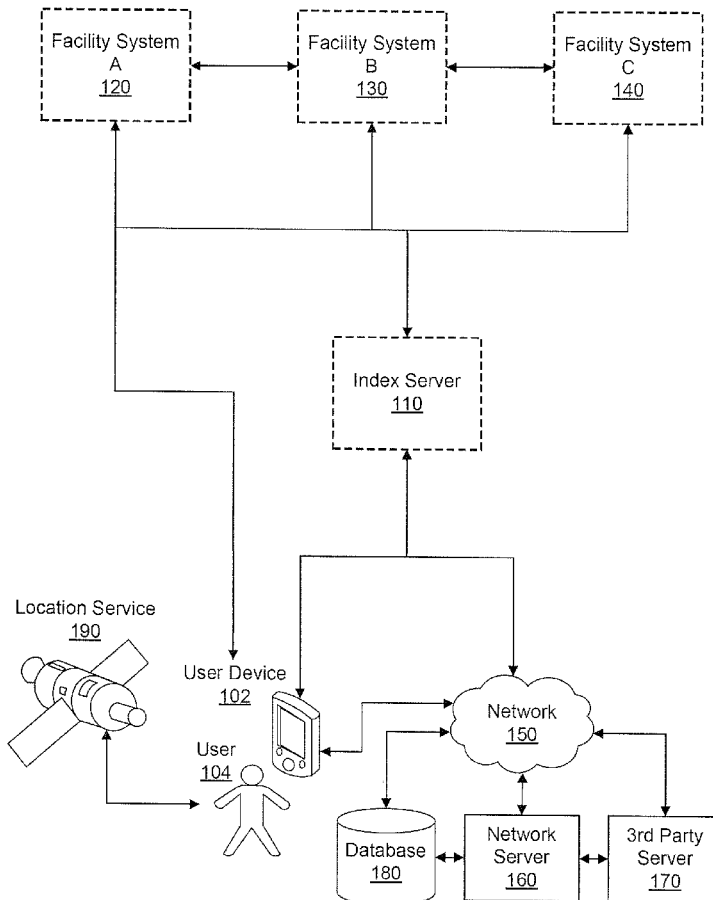 Facility System
A
120
Facility System
B
130
Facility System
C
140
Index Server
110
Location Service
190
User Device
102
User
104
Network
150
Database
180
Network
Server
160
3rd Party
Server
170